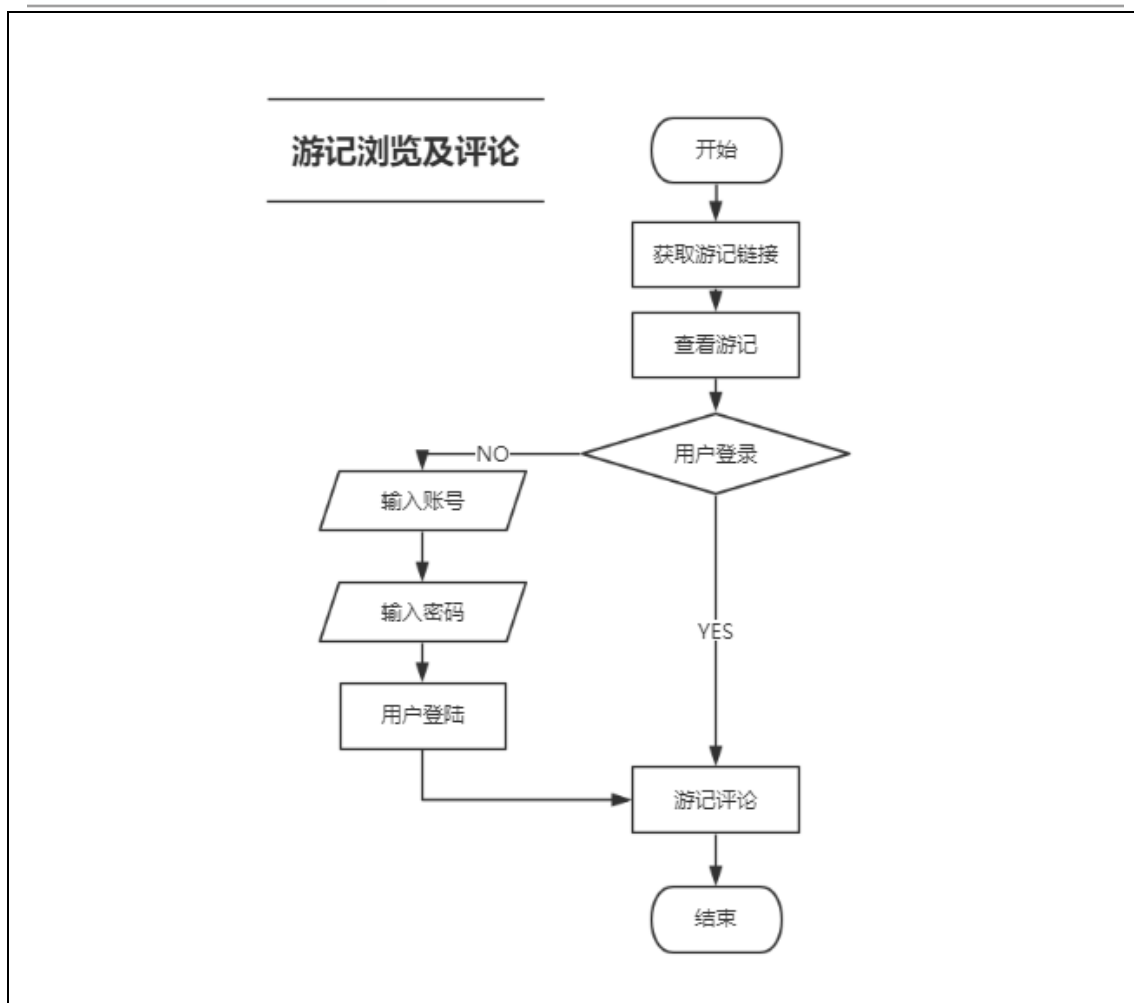 游记浏览及评论
开始
获取游记链接
查看游记
用户登录
NO
输入账号
输入密码
YES
用户登陆
游记评论
结束